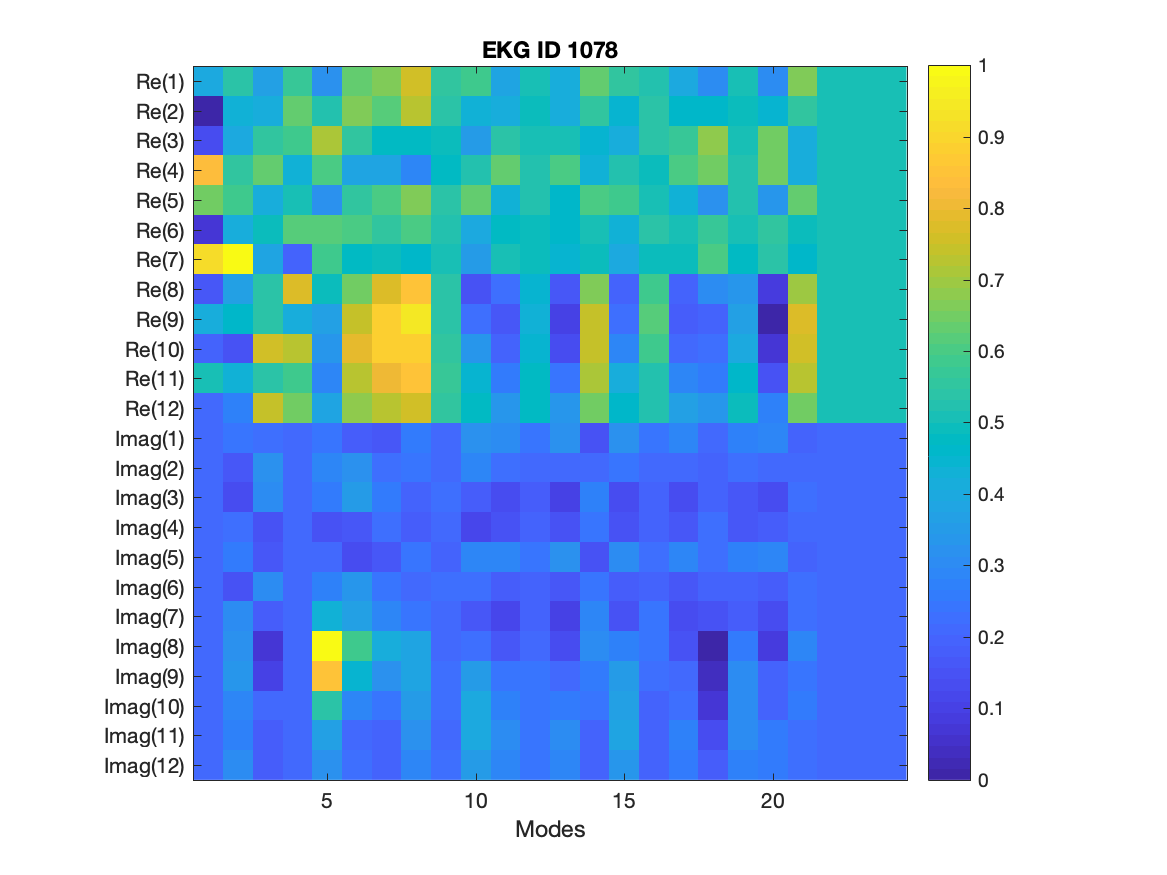 EKG ID 1078
Re(1)
Re(2)
Re(3)
Re(4)
Re(5)
Re(6)
Re(7)
Re(8)
Re(9)
Re(10)
Re(11)
Re(12)
Imag(1)
Imag(2)
Imag(3)
Imag(4)
Imag(5)
Imag(6)
Imag(7)
Imag(8)
Imag(9)
Imag(10)
Imag(11)
Imag(12)
5 10 15 20
Modes
1
0.9
0.8
0.7
0.6
0.5
0.4
0.3
0.2
0.1
0